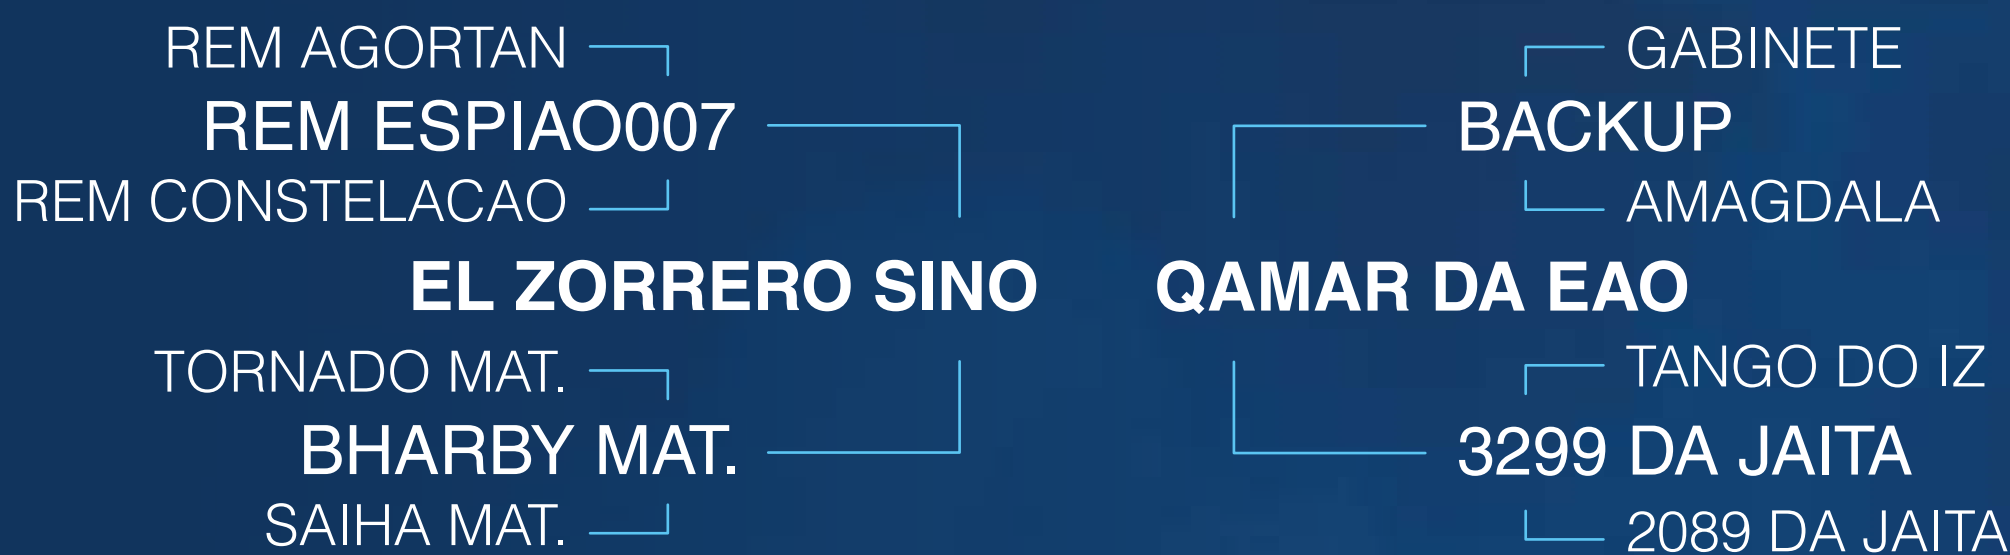 REM AGORTAN
REM ESPIAO007
REM CONSTELACAO
EL ZORRERO SINO
TORNADO MAT.
BHARBY MAT.
SAIHA MAT.
GABINETE
BACKUP
AMAGDALA
QAMAR DA EAO
TANGO DO IZ
3299 DA JAITA
2089 DA JAITA